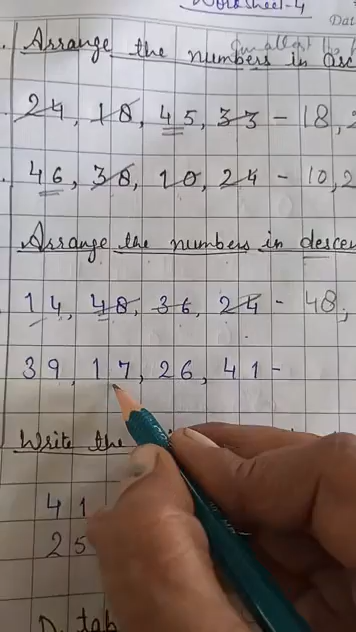 Worksheet-4
Arrange the numbers in asc
24, 18, 45, 33 - 18, 2
46, 38, 10, 24 - 10, 2
Arrange the numbers in descen
14, 48, 36, 24 - 48,
39, 17, 26, 41 -
Write the
41
25